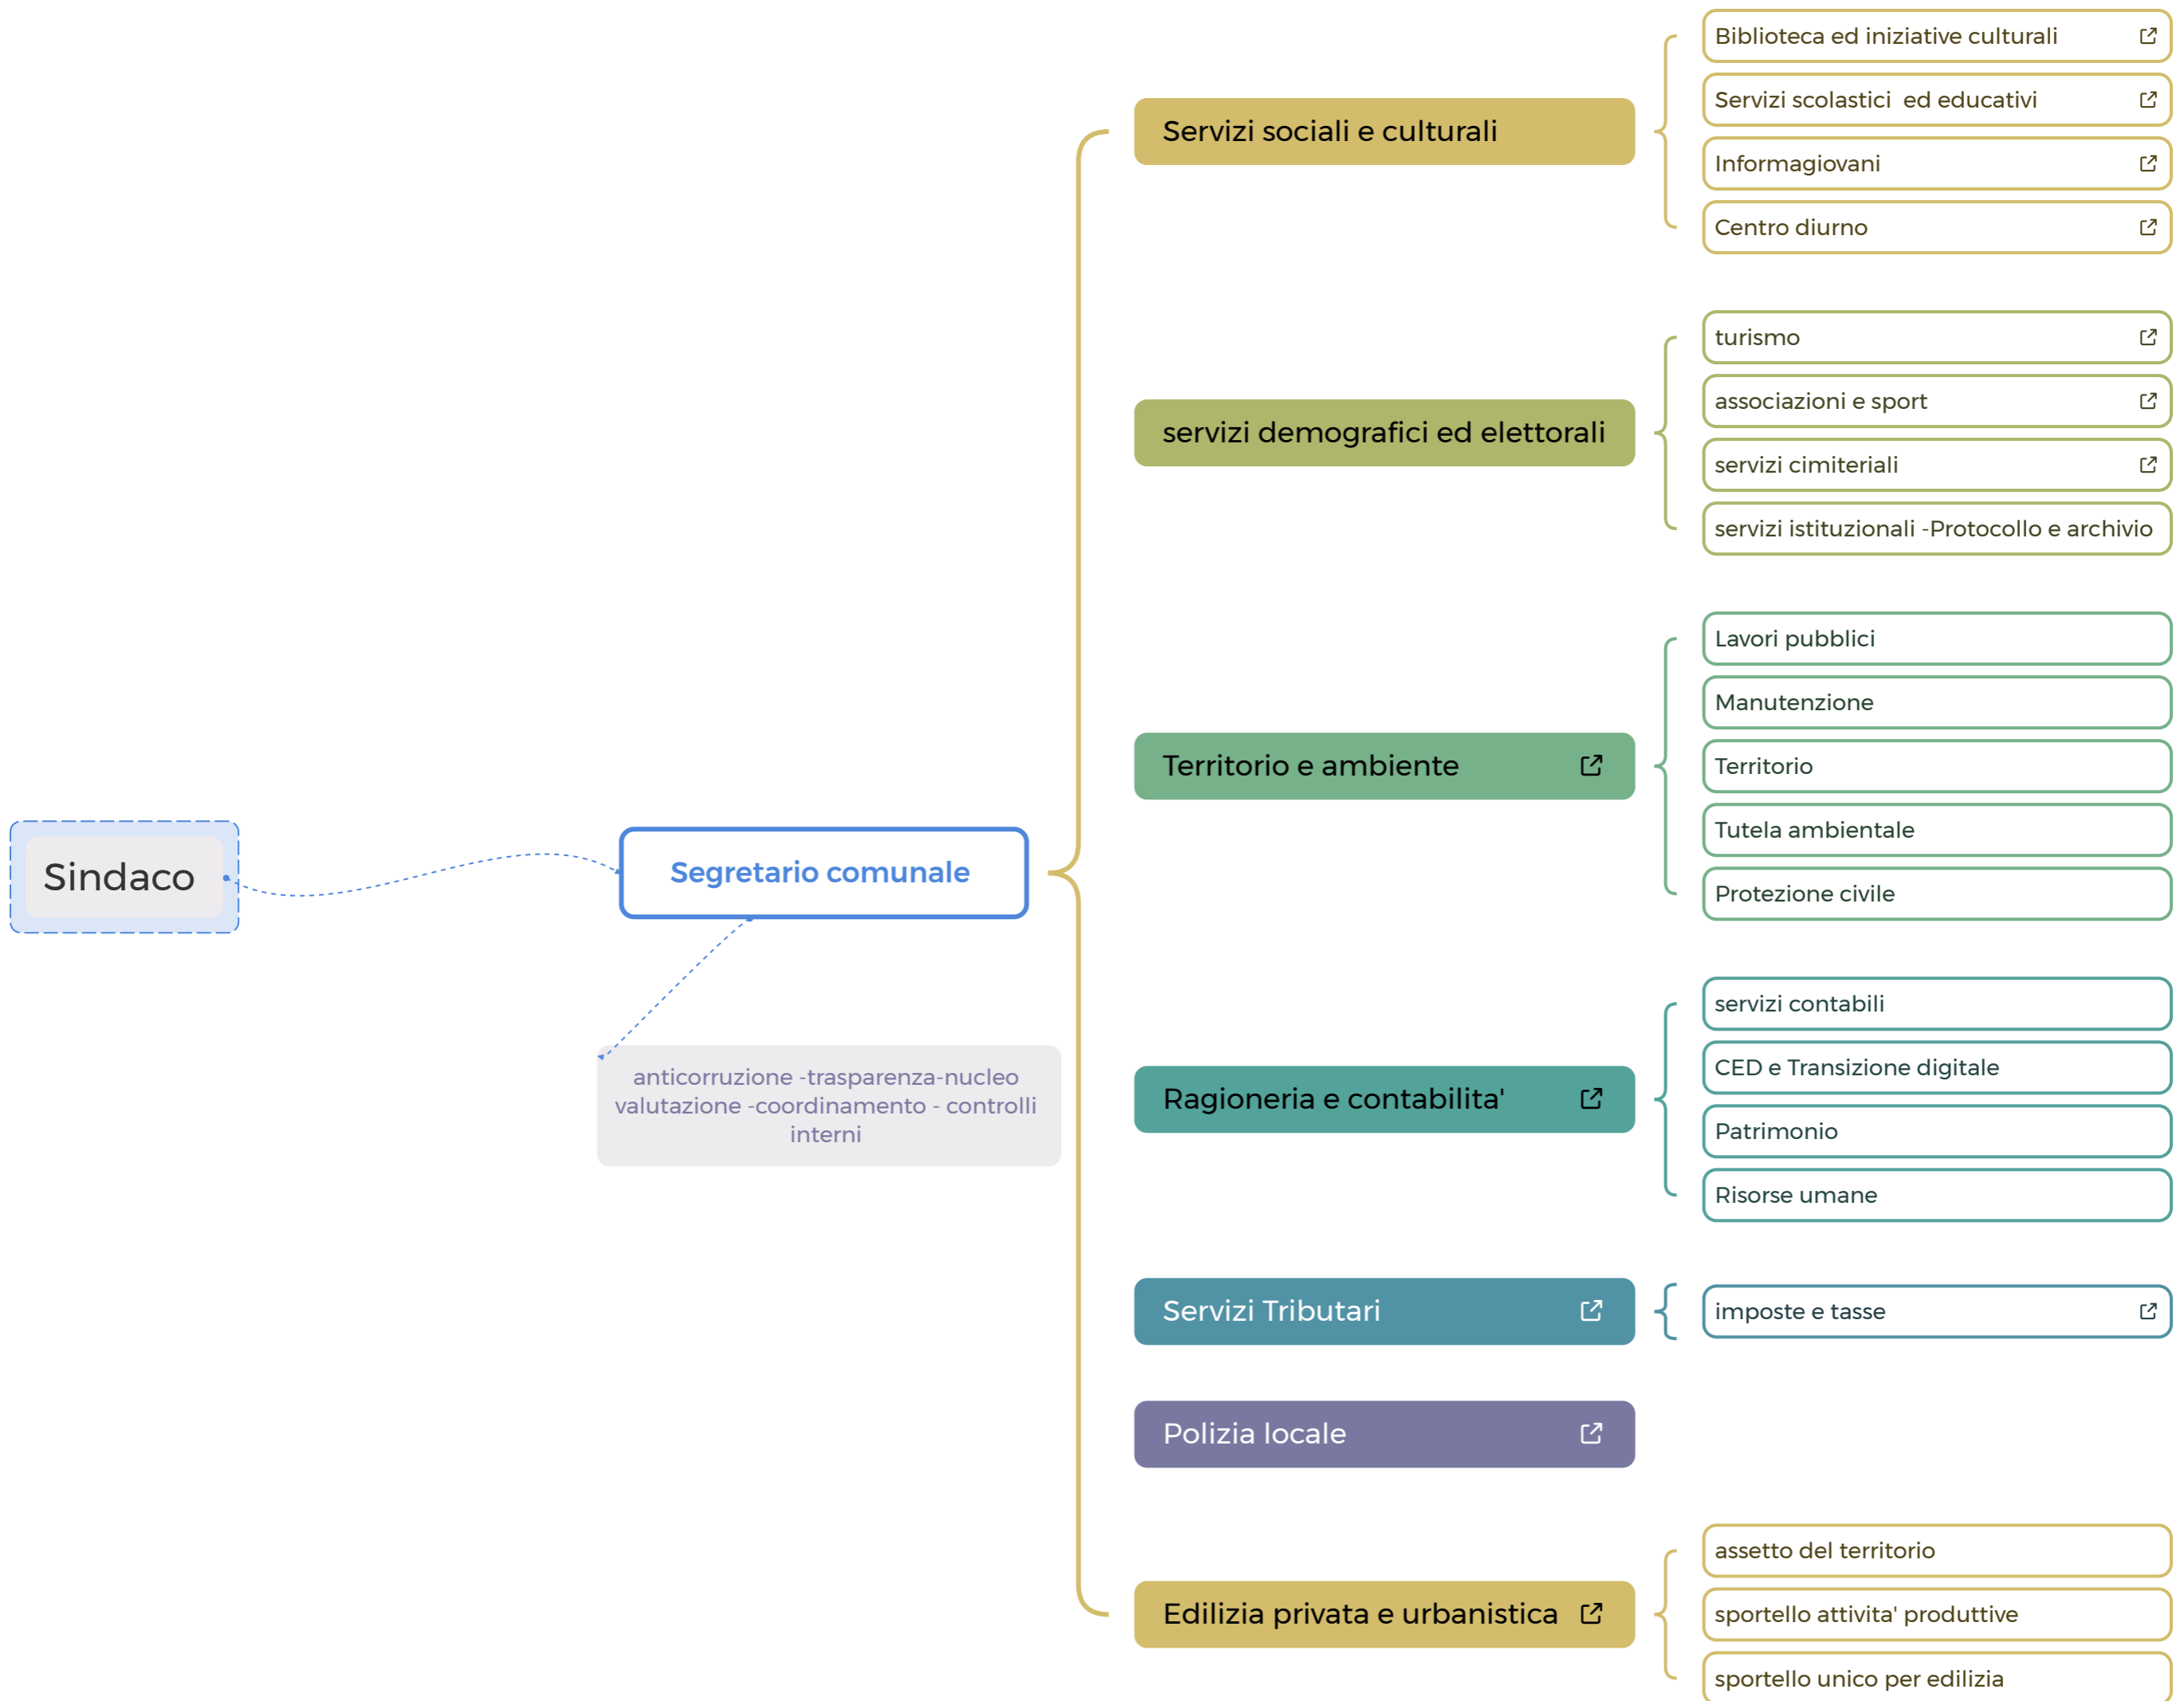 Sindaco
Segretario comunale
anticorruzione -trasparenza-nucleo
valutazione -coordinamento - controlli
interni
Servizi sociali e culturali
Biblioteca ed iniziative culturali
Servizi scolastici  ed educativi
Informagiovani
Centro diurno
servizi demografici ed elettorali
turismo
associazioni e sport
servizi cimiteriali
servizi istituzionali -Protocollo e archivio
Territorio e ambiente
Lavori pubblici
Manutenzione
Territorio
Tutela ambientale
Protezione civile
Ragioneria e contabilita'
servizi contabili
CED e Transizione digitale
Patrimonio
Risorse umane
Servizi Tributari
imposte e tasse
Polizia locale
Edilizia privata e urbanistica
assetto del territorio
sportello attivita' produttive
sportello unico per edilizia